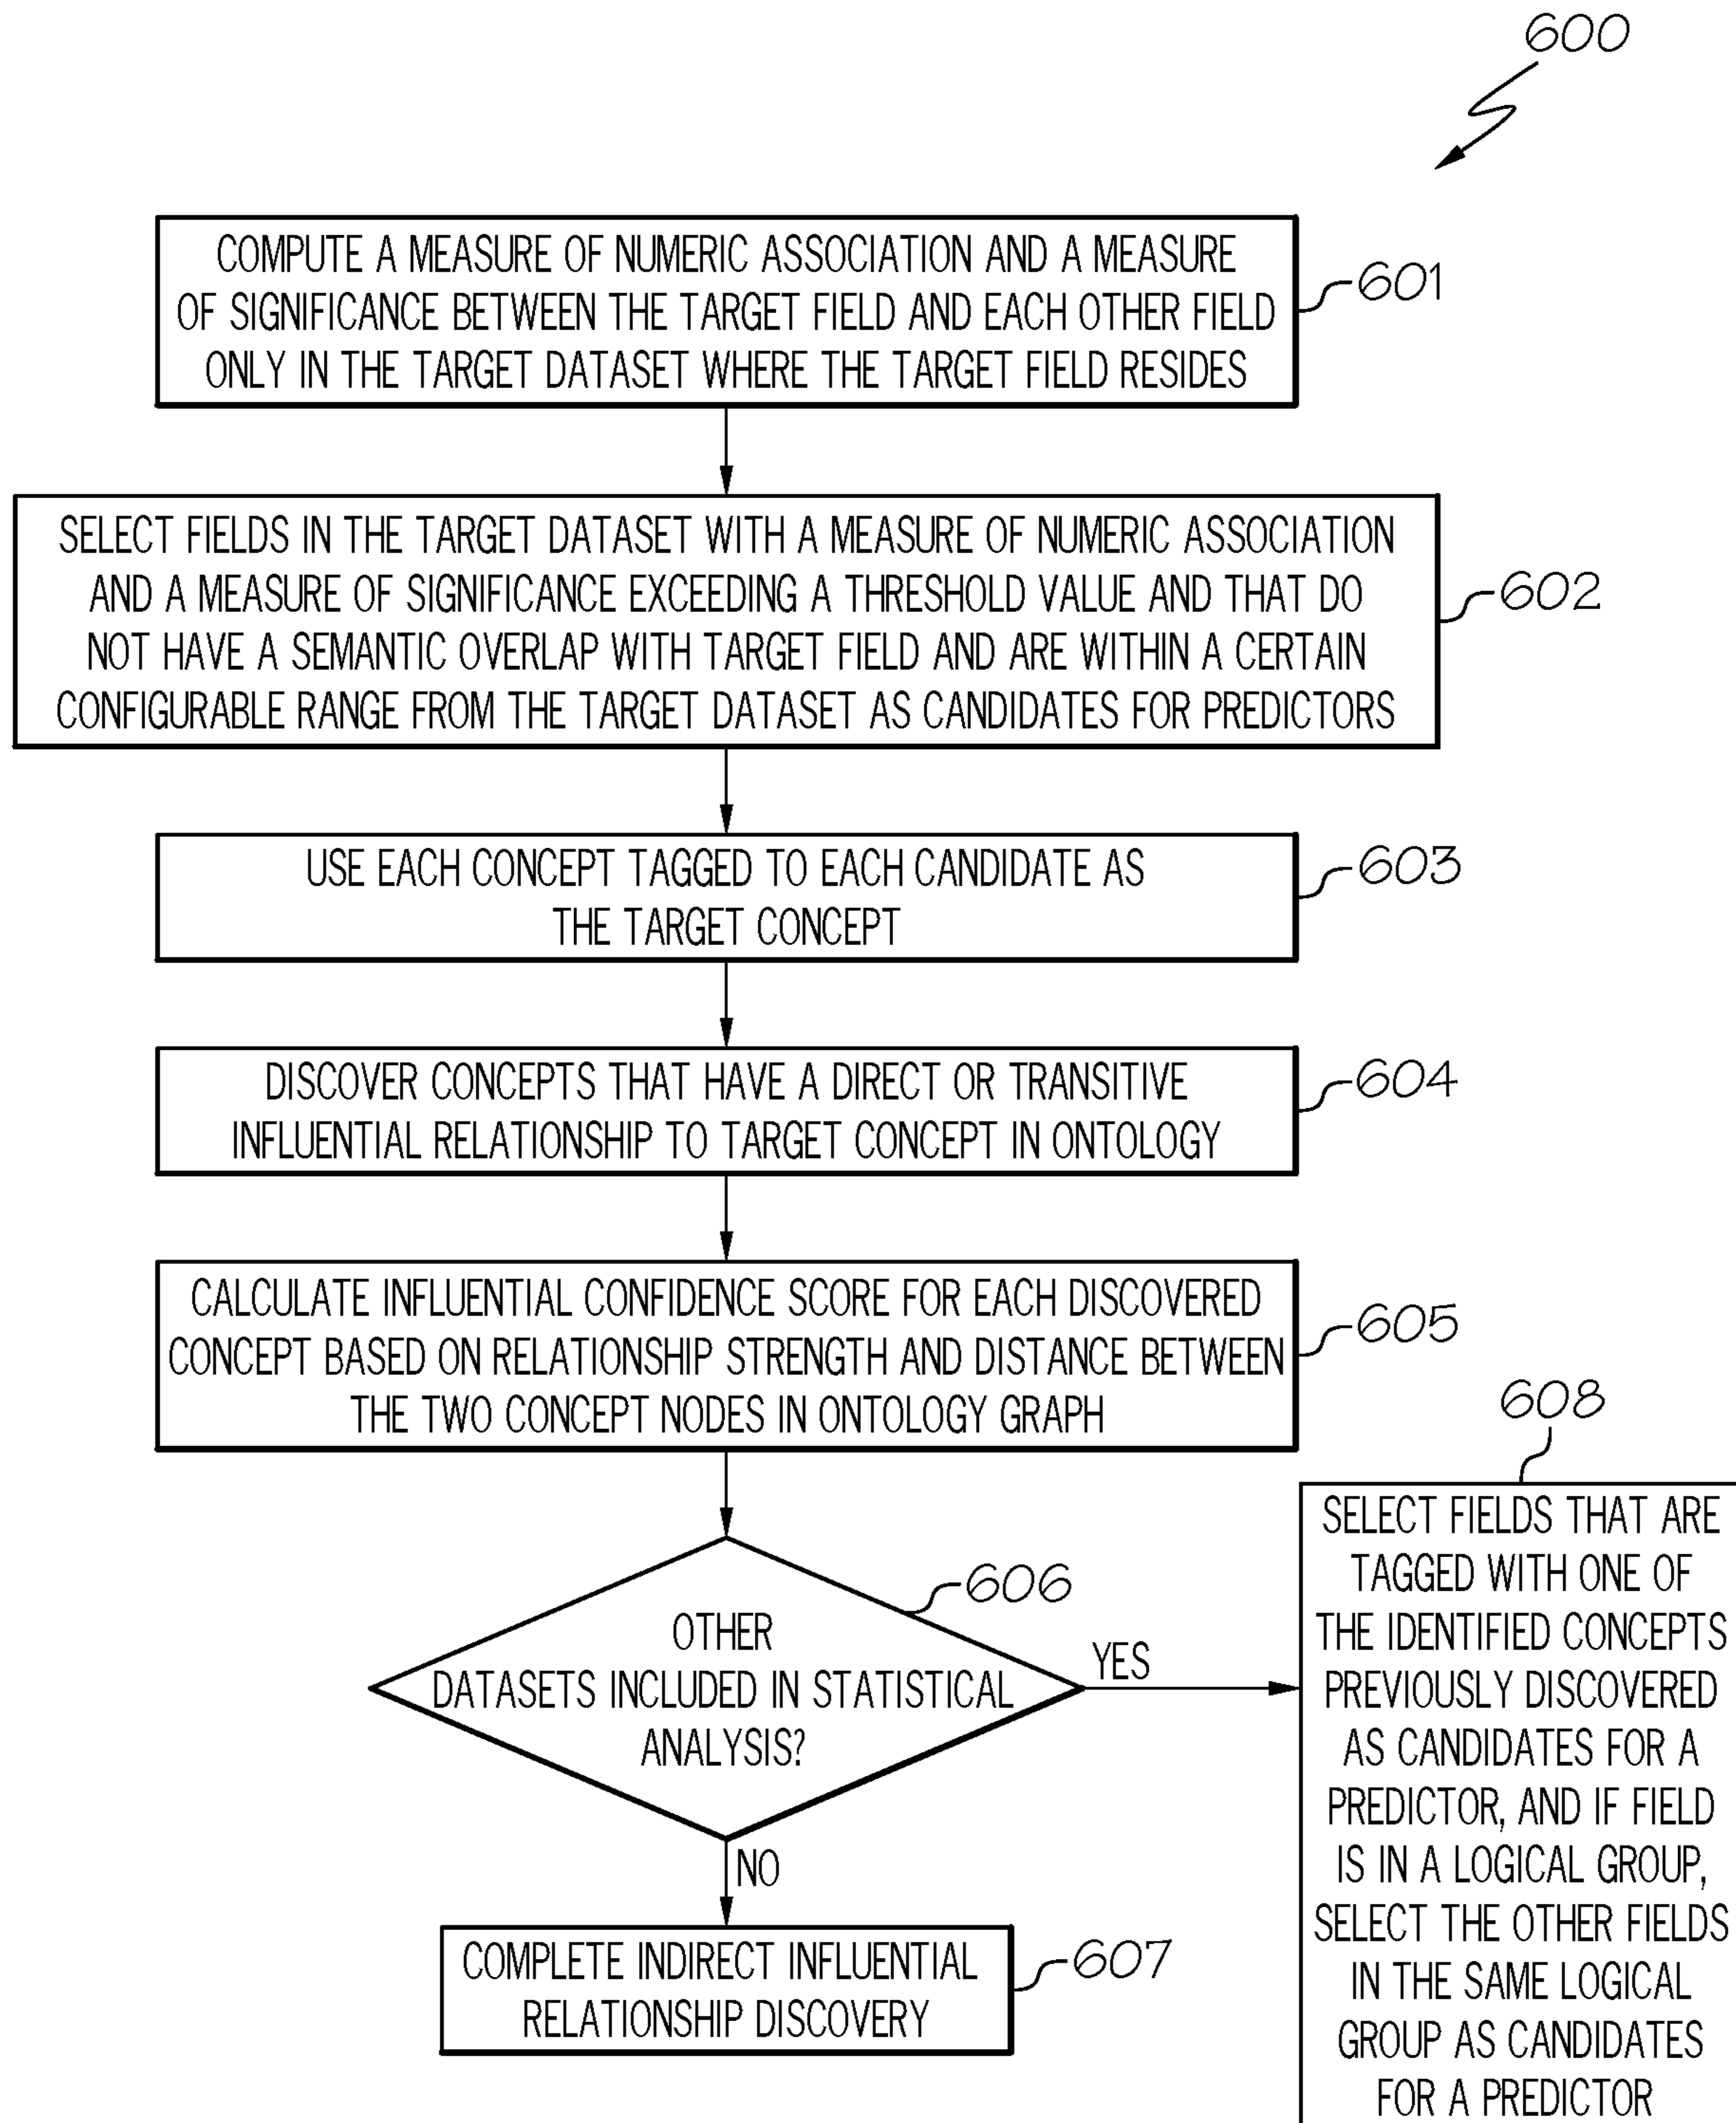 600
COMPUTE A MEASURE OF NUMERIC ASSOCIATION AND A MEASURE
OF SIGNIFICANCE BETWEEN THE TARGET FIELD AND EACH OTHER FIELD
ONLY IN THE TARGET DATASET WHERE THE TARGET FIELD RESIDES
601
SELECT FIELDS IN THE TARGET DATASET WITH A MEASURE OF NUMERIC ASSOCIATION
AND A MEASURE OF SIGNIFICANCE EXCEEDING A THRESHOLD VALUE AND THAT DO
NOT HAVE A SEMANTIC OVERLAP WITH TARGET FIELD AND ARE WITHIN A CERTAIN
CONFIGURABLE RANGE FROM THE TARGET DATASET AS CANDIDATES FOR PREDICTORS
602
USE EACH CONCEPT TAGGED TO EACH CANDIDATE AS
THE TARGET CONCEPT
603
DISCOVER CONCEPTS THAT HAVE A DIRECT OR TRANSITIVE
INFLUENTIAL RELATIONSHIP TO TARGET CONCEPT IN ONTOLOGY
604
CALCULATE INFLUENTIAL CONFIDENCE SCORE FOR EACH DISCOVERED
CONCEPT BASED ON RELATIONSHIP STRENGTH AND DISTANCE BETWEEN
THE TWO CONCEPT NODES IN ONTOLOGY GRAPH
605
OTHER
DATASETS INCLUDED IN STATISTICAL
ANALYSIS?
606
YES
NO
COMPLETE INDIRECT INFLUENTIAL
RELATIONSHIP DISCOVERY
607
608
SELECT FIELDS THAT ARE
TAGGED WITH ONE OF
THE IDENTIFIED CONCEPTS
PREVIOUSLY DISCOVERED
AS CANDIDATES FOR A
PREDICTOR, AND IF FIELD
IS IN A LOGICAL GROUP,
SELECT THE OTHER FIELDS
IN THE SAME LOGICAL
GROUP AS CANDIDATES
FOR A PREDICTOR